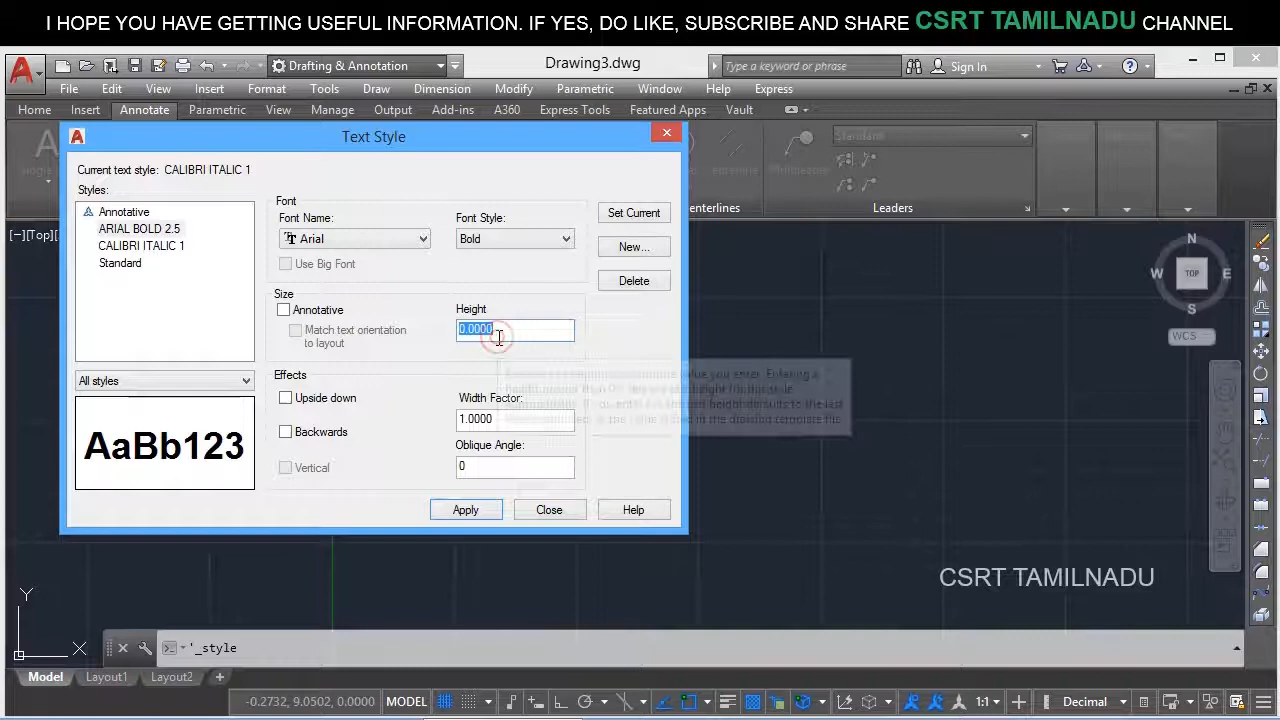 I HOPE YOU HAVE GETTING USEFUL INFORMATION. IF YES, DO LIKE, SUBSCRIBE AND SHARE CSRT TAMILNADU CHANNEL
Drafting & Annotation Drawing3.dwg Type a keyword or phrase Sign In
File Edit View Insert Format Tools Draw Dimension Modify Parametric Window Help Express
Home Insert Annotate Parametric View Manage Output Add-ins A360 Express Tools Featured Apps Vault
Text Style
Standard
Current text style: CALIBRI ITALIC 1
Styles:
Annotative
ARIAL BOLD 2.5
CALIBRI ITALIC 1
Standard
All styles
AaBb123
Font
Font Name: Font Style:
Arial Bold
Use Big Font
Size
Annotative
Match text orientation
to layout
Height
0.0000
Effects
Upside down
Backwards
Vertical
Width Factor:
1.0000
Oblique Angle:
0
Set Current
New...
Delete
Apply Close Help
Leaders
[−][Top][
N
W TOP E
S
WCS
CSRT TAMILNADU
Y
X
'_style
Model Layout1 Layout2 +
-0.2732, 9.0502, 0.0000 MODEL 1:1 Decimal